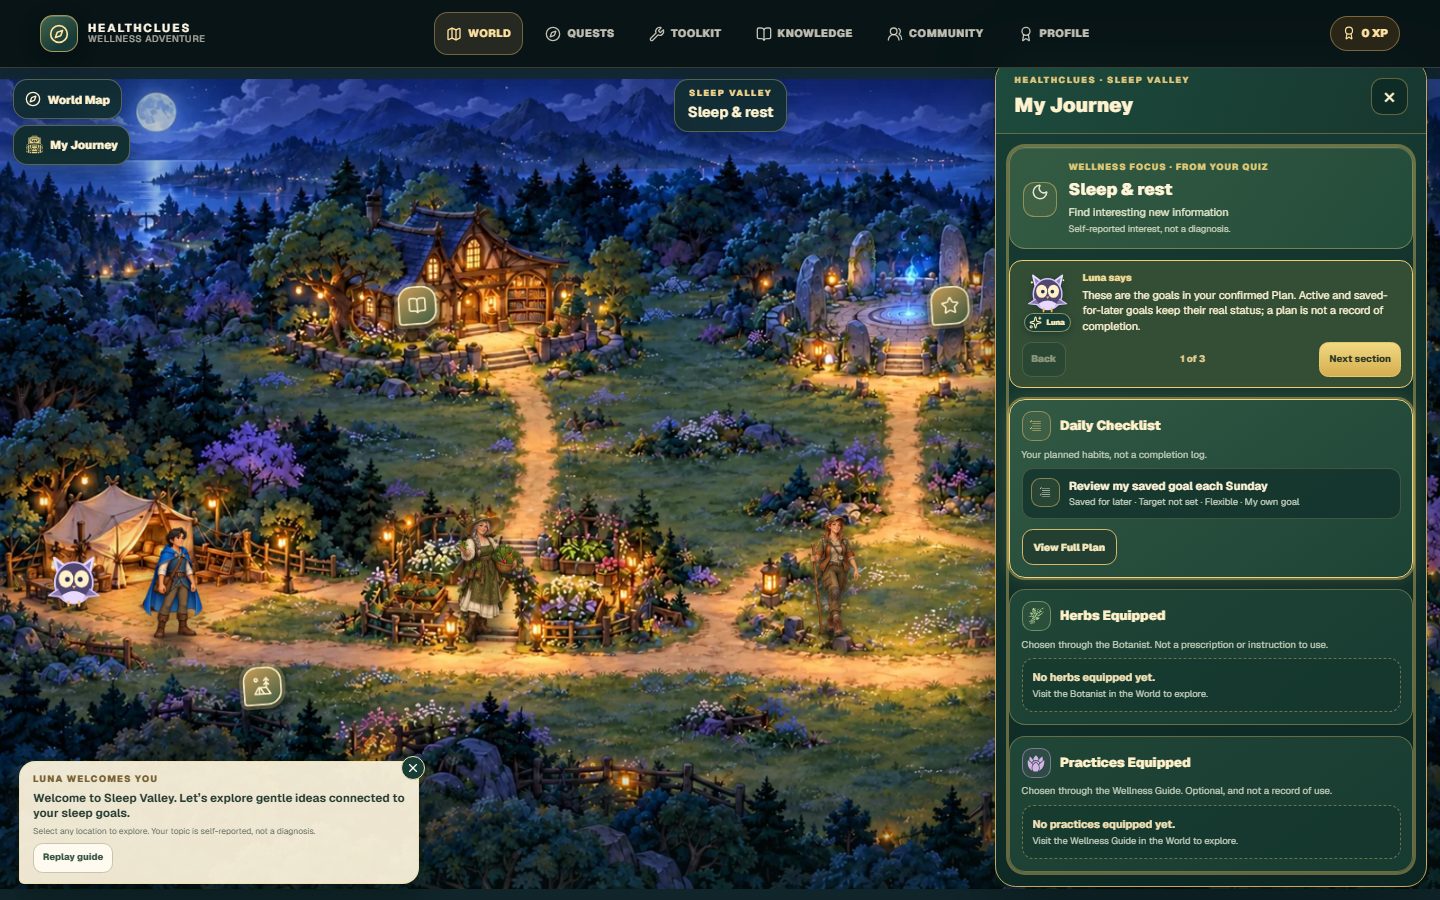 HEALTHCLUES
WELLNESS ADVENTURE
WORLD
QUESTS
TOOLKIT
KNOWLEDGE
COMMUNITY
PROFILE
0 XP
World Map
My Journey
SLEEP VALLEY
Sleep & rest
HEALTHCLUES · SLEEP VALLEY
My Journey
WELLNESS FOCUS · FROM YOUR QUIZ
Sleep & rest
Find interesting new information
Self-reported interest, not a diagnosis.
Luna says
These are the goals in your confirmed Plan. Active and saved-
for-later goals keep their real status; a plan is not a record of
completion.
Luna
Back
1 of 3
Next section
Daily Checklist
Your planned habits, not a completion log.
Review my saved goal each Sunday
Saved for later · Target not set · Flexible · My own goal
View Full Plan
Herbs Equipped
Chosen through the Botanist. Not a prescription or instruction to use.
No herbs equipped yet.
Visit the Botanist in the World to explore.
Practices Equipped
Chosen through the Wellness Guide. Optional, and not a record of use.
No practices equipped yet.
Visit the Wellness Guide in the World to explore.
LUNA WELCOMES YOU
Welcome to Sleep Valley. Let's explore gentle ideas connected to
your sleep goals.
Select any location to explore. Your topic is self-reported, not a diagnosis.
Replay guide